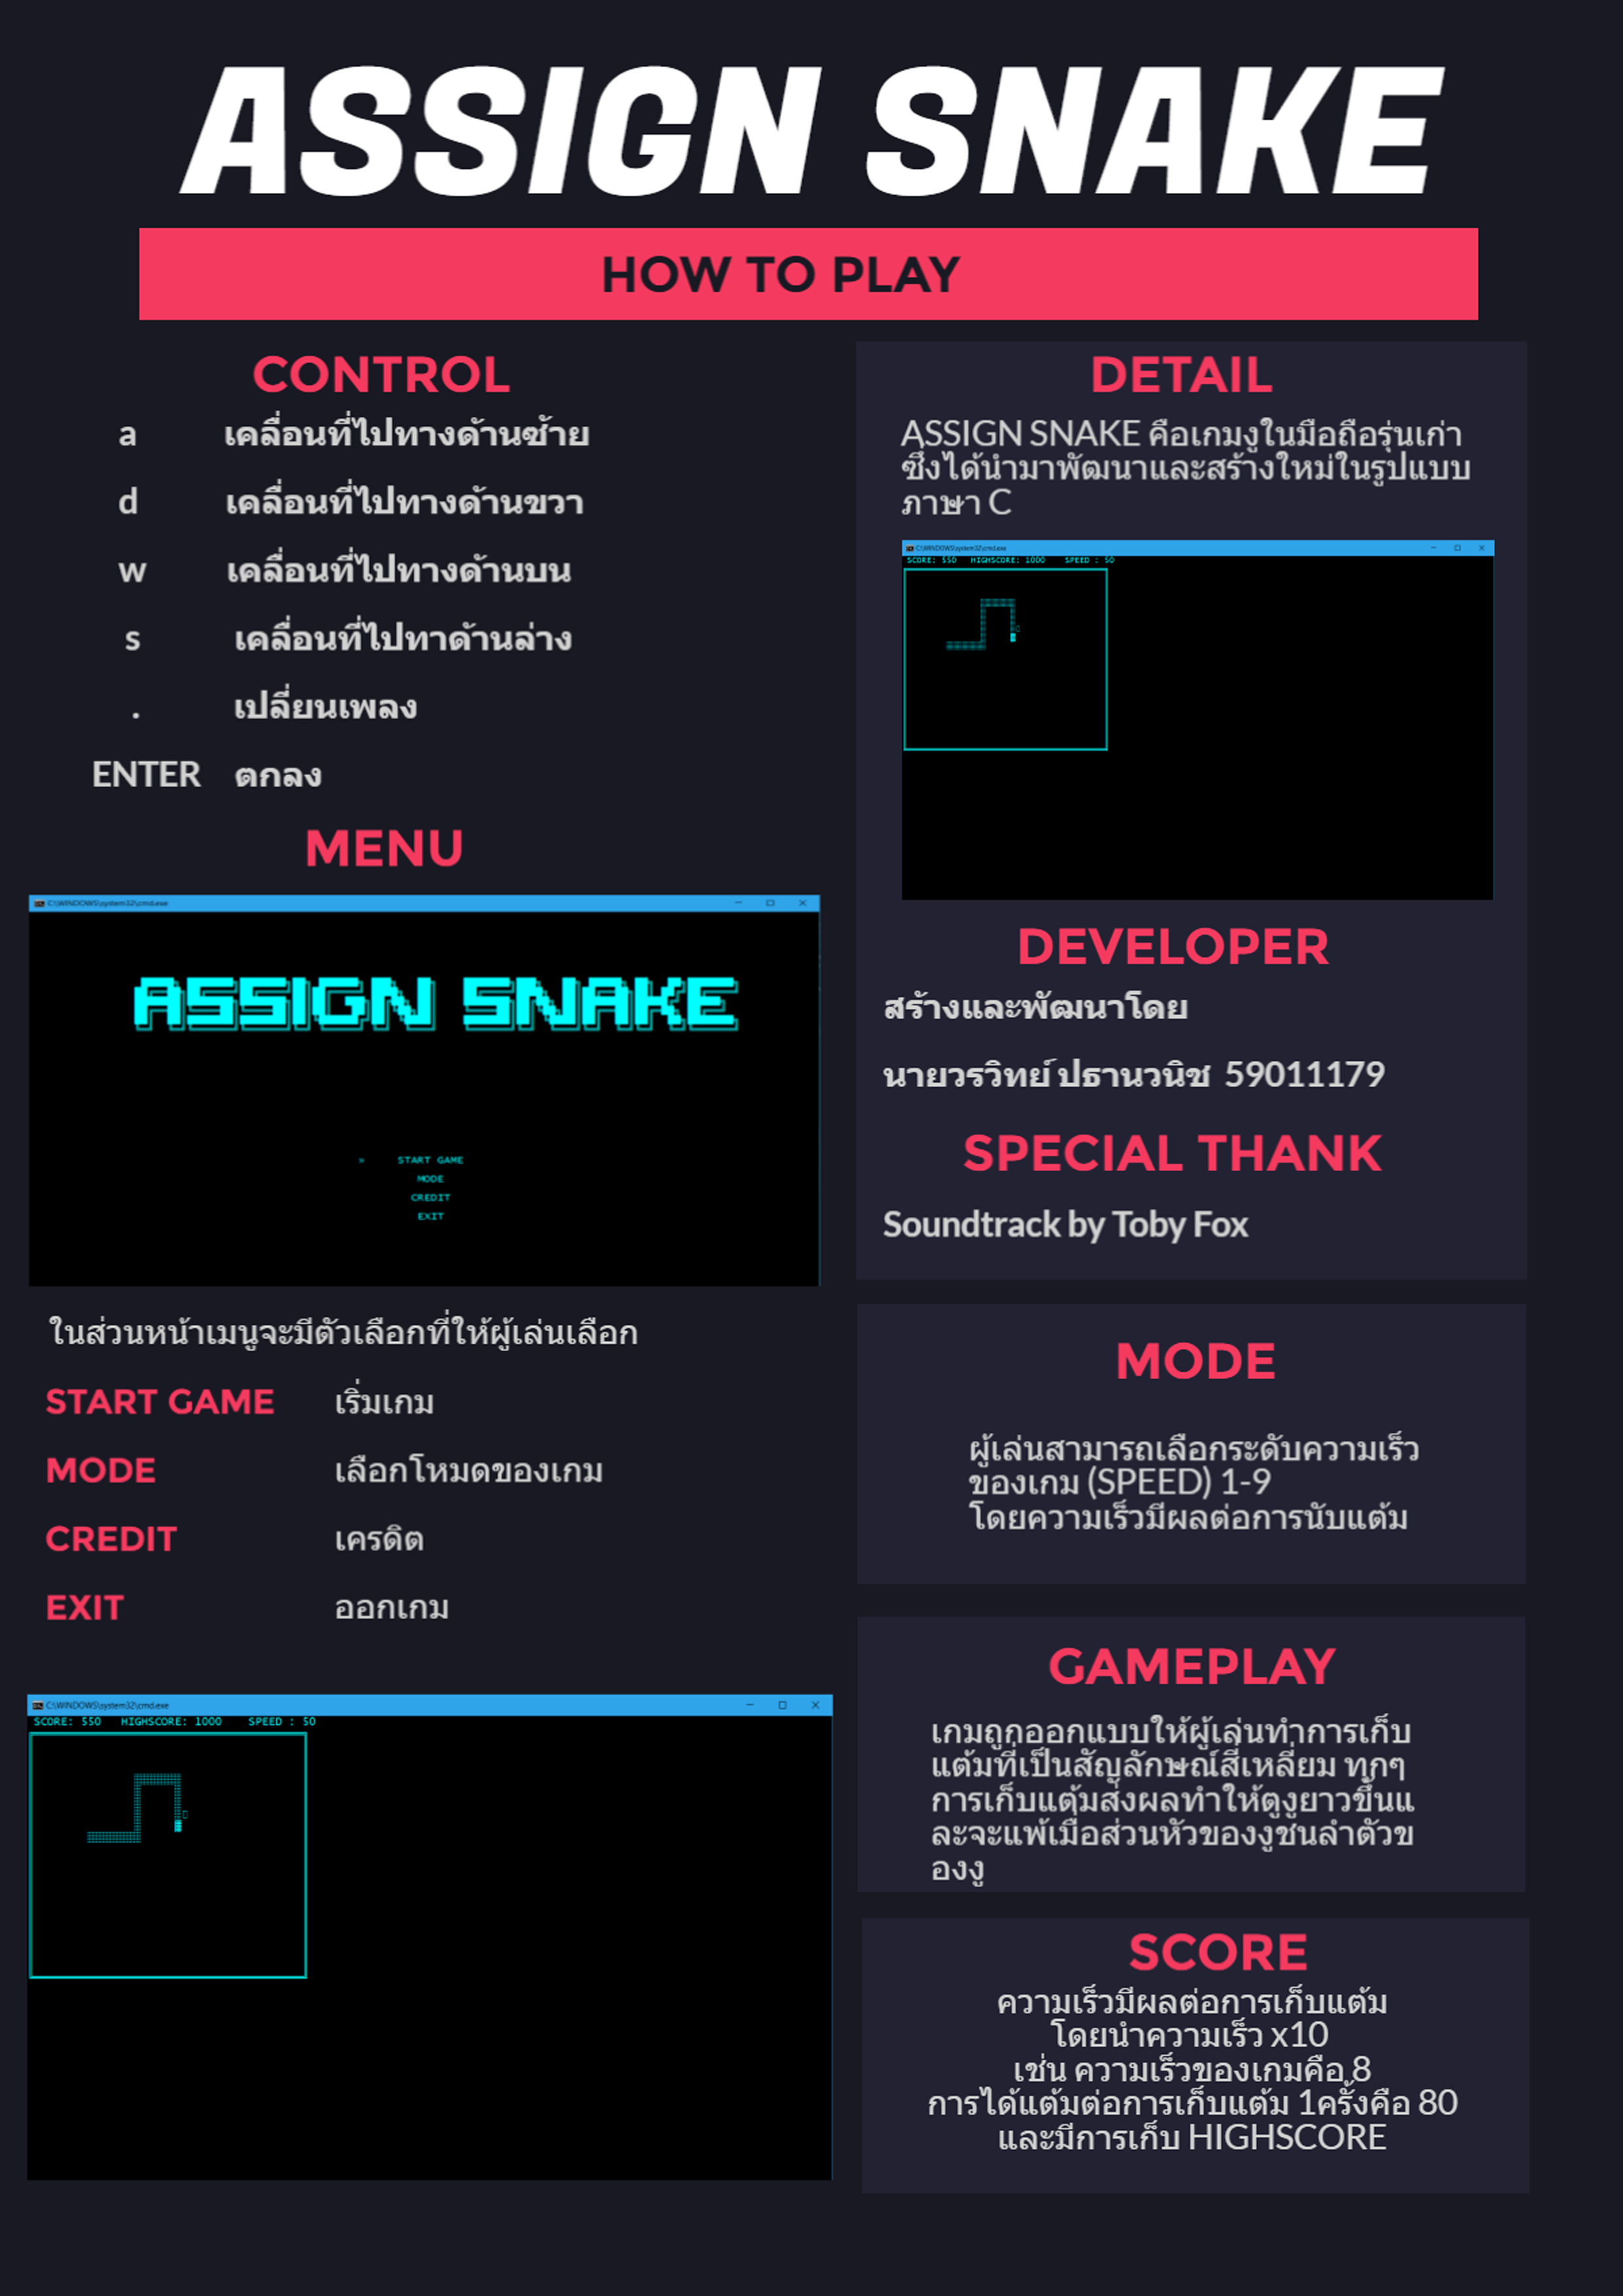 ASSIGN SNAKE
HOW TO PLAY
CONTROL
a เคลื่อนที่ไปทางด้านซ้าย
d เคลื่อนที่ไปทางด้านขวา
w เคลื่อนที่ไปทางด้านบน
s เคลื่อนที่ไปทาด้านล่าง
. เปลี่ยนเพลง
ENTER ตกลง
MENU
C:\WINDOWS\system32\cmd.exe
ASSIGN SNAKE
» START GAME
MODE
CREDIT
EXIT
ในส่วนหน้าเมนูจะมีตัวเลือกที่ให้ผู้เล่นเลือก
START GAME เริ่มเกม
MODE เลือกโหมดของเกม
CREDIT เครดิต
EXIT ออกเกม
C:\WINDOWS\system32\cmd.exe
SCORE: 550 HIGHSCORE: 1000 SPEED : 50
DETAIL
ASSIGN SNAKE คือเกมงูในมือถือรุ่นเก่า
ซึ่งได้นำมาพัฒนาและสร้างใหม่ในรูปแบบ
ภาษา C
C:\WINDOWS\system32\cmd.exe
SCORE: 550 HIGHSCORE: 1000 SPEED : 50
DEVELOPER
สร้างและพัฒนาโดย
นายวรวิทย์ ปธานวนิช 59011179
SPECIAL THANK
Soundtrack by Toby Fox
MODE
ผู้เล่นสามารถเลือกระดับความเร็ว
ของเกม (SPEED) 1-9
โดยความเร็วมีผลต่อการนับแต้ม
GAMEPLAY
เกมถูกออกแบบให้ผู้เล่นทำการเก็บ
แต้มที่เป็นสัญลักษณ์สี่เหลี่ยม ทุกๆ
การเก็บแต้มส่งผลทำให้ตูงูยาวขึ้นแ
ละจะแพ้เมื่อส่วนหัวของงูชนลำตัวข
องงู
SCORE
ความเร็วมีผลต่อการเก็บแต้ม
โดยนำความเร็ว x10
เช่น ความเร็วของเกมคือ 8
การได้แต้มต่อการเก็บแต้ม 1ครั้งคือ 80
และมีการเก็บ HIGHSCORE